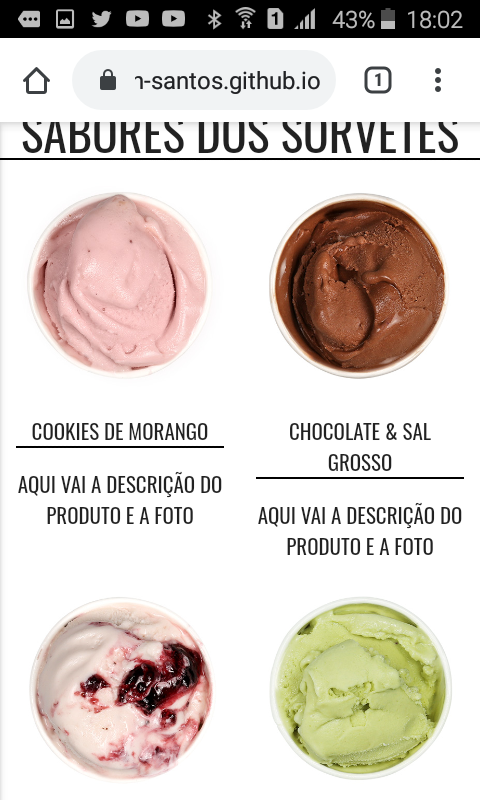 43% 18:02
n-santos.github.io 1
SABORES DOS SORVETES
COOKIES DE MORANGO
AQUI VAI A DESCRIÇÃO DO
PRODUTO E A FOTO
CHOCOLATE & SAL
GROSSO
AQUI VAI A DESCRIÇÃO DO
PRODUTO E A FOTO